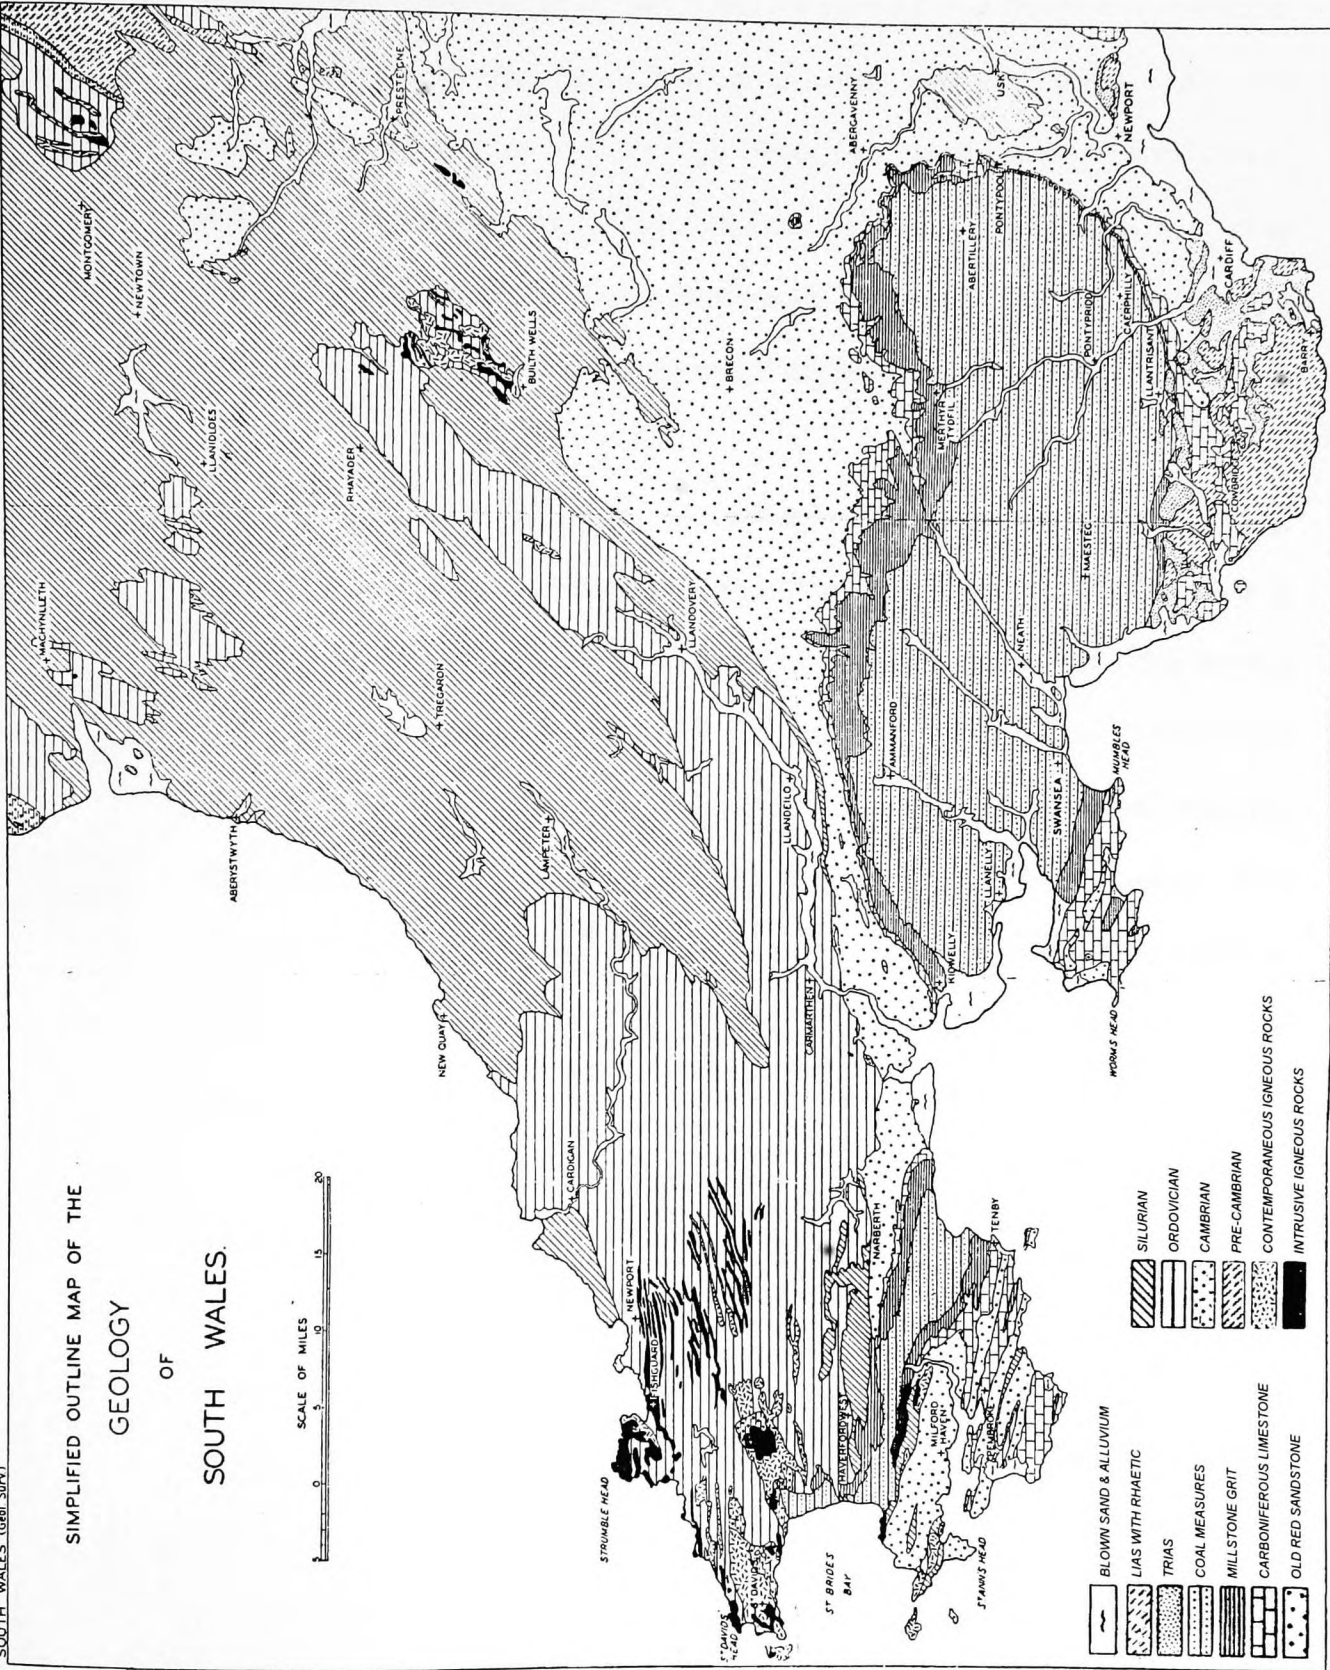 SOUTH WALES (Geol Surv)
SIMPLIFIED OUTLINE MAP OF THE
GEOLOGY
OF
SOUTH WALES.
SCALE OF MILES
5 0 5 10 15 20
MACHYNLLETH
MONTGOMERY
NEWTOWN
LLANIDLOES
ABERYSTWYTH
RHAYADER
PRESTEIGNE
TREGARON
NEW QUAY
LAMPETER
BUILTH WELLS
CARDIGAN
LLANDOVERY
BRECON
STRUMBLE HEAD
FISHGUARD
NEWPORT
LLANDEILO
ABERGAVENNY
ST DAVIDS HEAD
ST DAVIDS
CARMARTHEN
ST BRIDES
BAY
HAVERFORDWEST
NARBERTH
AMMANFORD
MERTHYR
TYDFIL
ABERTILLERY
USK
PONTYPOOL
KIDWELLY
LLANELLY
NEATH
MILFORD
HAVEN
PEMBROKE
TENBY
ST ANN'S HEAD
SWANSEA
MAESTEG
PONTYPRIDD
CAERPHILLY
NEWPORT
WORMS HEAD
MUMBLES
HEAD
LLANTRISANT
COWBRIDGE
CARDIFF
BARRY
BLOWN SAND & ALLUVIUM
LIAS WITH RHAETIC
TRIAS
COAL MEASURES
MILLSTONE GRIT
CARBONIFEROUS LIMESTONE
OLD RED SANDSTONE
SILURIAN
ORDOVICIAN
CAMBRIAN
PRE-CAMBRIAN
CONTEMPORANEOUS IGNEOUS ROCKS
INTRUSIVE IGNEOUS ROCKS